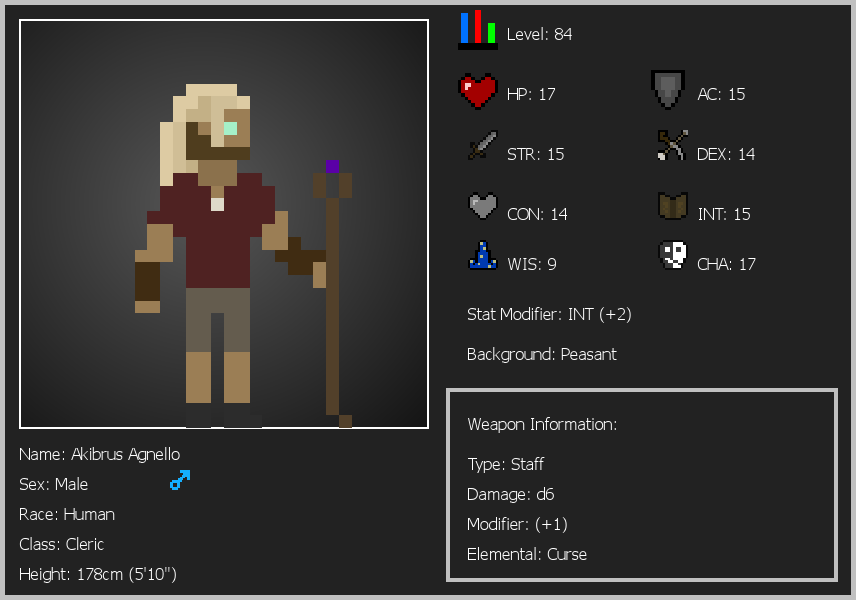 Level: 84
HP: 17
AC: 15
STR: 15
DEX: 14
CON: 14
INT: 15
WIS: 9
CHA: 17
Stat Modifier: INT (+2)
Background: Peasant
Name: Akibrus Agnello
Sex: Male
Race: Human
Class: Cleric
Height: 178cm (5'10")
Weapon Information:
Type: Staff
Damage: d6
Modifier: (+1)
Elemental: Curse